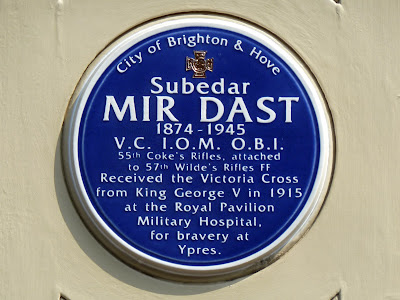 City of Brighton & Hove
Subedar
MIR DAST
1874-1945
V.C. I.O.M. O.B.I.
55th Coke's Rifles, attached
to 57th Wilde's Rifles FF
Received the Victoria Cross
from King George V in 1915
at the Royal Pavilion
Military Hospital,
for bravery at
Ypres.